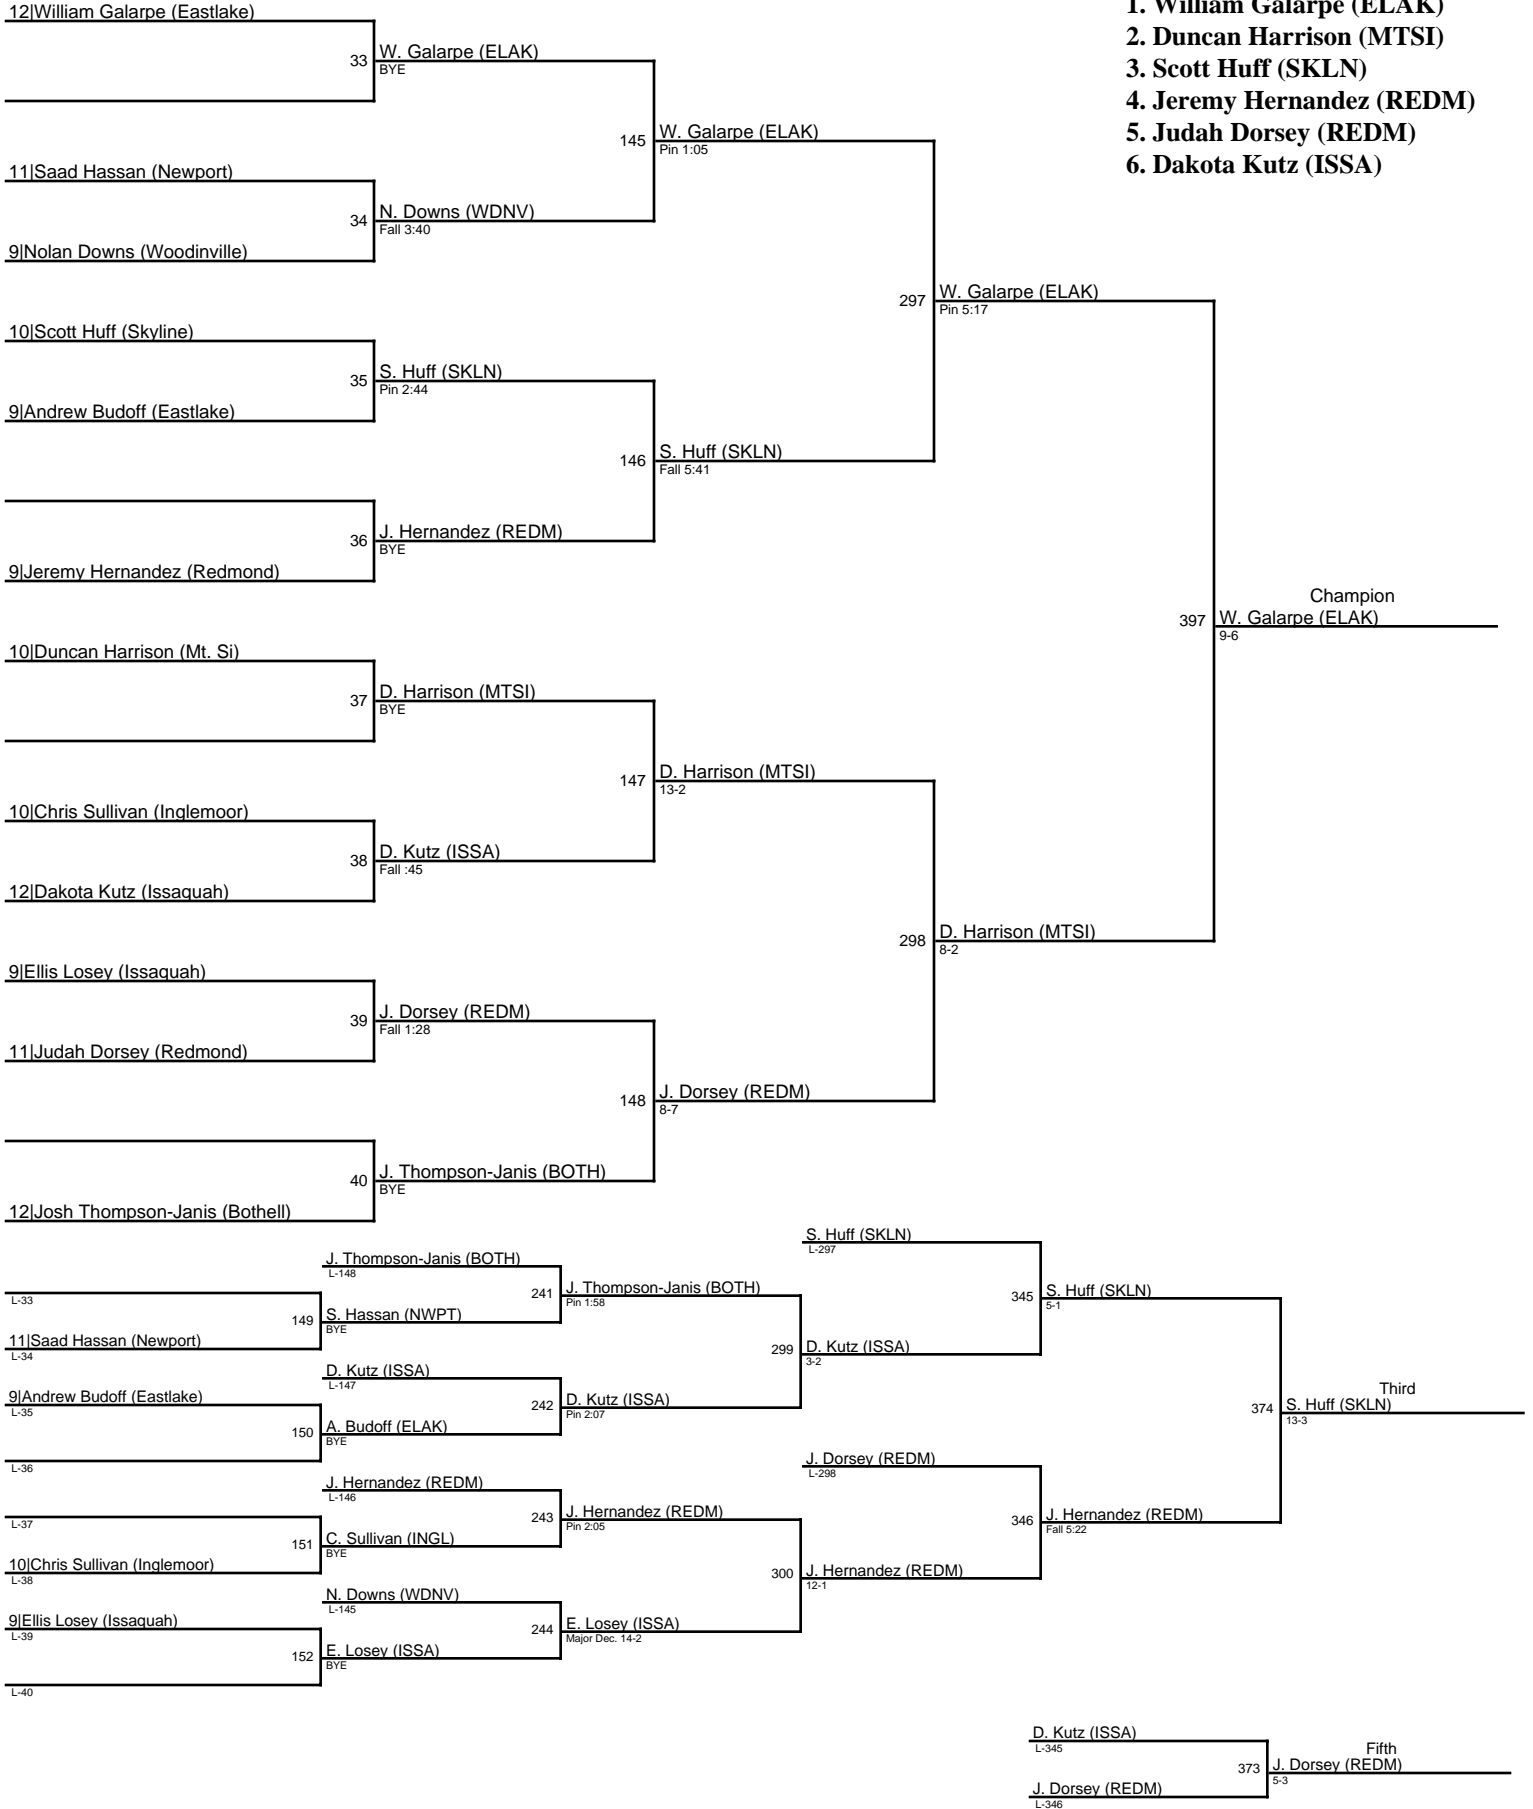 12|William Galarpe (Eastlake)
33
W. Galarpe (ELAK)
BYE
145
W. Galarpe (ELAK)
Pin 1:05
11|Saad Hassan (Newport)
34
N. Downs (WDNV)
Fall 3:40
9|Nolan Downs (Woodinville)
297
W. Galarpe (ELAK)
Pin 5:17
10|Scott Huff (Skyline)
35
S. Huff (SKLN)
Pin 2:44
9|Andrew Budoff (Eastlake)
146
S. Huff (SKLN)
Fall 5:41
36
J. Hernandez (REDM)
BYE
9|Jeremy Hernandez (Redmond)
1. William Galarpe (ELAK)
2. Duncan Harrison (MTSI)
3. Scott Huff (SKLN)
4. Jeremy Hernandez (REDM)
5. Judah Dorsey (REDM)
6. Dakota Kutz (ISSA)
Champion
397
W. Galarpe (ELAK)
9-6
10|Duncan Harrison (Mt. Si)
37
D. Harrison (MTSI)
BYE
147
D. Harrison (MTSI)
13-2
10|Chris Sullivan (Inglemoor)
38
D. Kutz (ISSA)
Fall :45
12|Dakota Kutz (Issaquah)
298
D. Harrison (MTSI)
8-2
9|Ellis Losey (Issaquah)
39
J. Dorsey (REDM)
Fall 1:28
11|Judah Dorsey (Redmond)
148
J. Dorsey (REDM)
8-7
40
J. Thompson-Janis (BOTH)
BYE
12|Josh Thompson-Janis (Bothell)
J. Thompson-Janis (BOTH)
L-148
L-33
149
S. Hassan (NWPT)
BYE
11|Saad Hassan (Newport)
L-34
241
J. Thompson-Janis (BOTH)
Pin 1:58
D. Kutz (ISSA)
L-147
9|Andrew Budoff (Eastlake)
L-35
150
A. Budoff (ELAK)
BYE
L-36
242
D. Kutz (ISSA)
Pin 2:07
299
D. Kutz (ISSA)
3-2
S. Huff (SKLN)
L-297
345
S. Huff (SKLN)
5-1
J. Hernandez (REDM)
L-146
L-37
151
C. Sullivan (INGL)
BYE
10|Chris Sullivan (Inglemoor)
L-38
243
J. Hernandez (REDM)
Pin 2:05
N. Downs (WDNV)
L-145
9|Ellis Losey (Issaquah)
L-39
152
E. Losey (ISSA)
BYE
L-40
244
E. Losey (ISSA)
Major Dec. 14-2
300
J. Hernandez (REDM)
12-1
J. Dorsey (REDM)
L-298
346
J. Hernandez (REDM)
Fall 5:22
Third
374
S. Huff (SKLN)
13-3
D. Kutz (ISSA)
L-345
Fifth
373
J. Dorsey (REDM)
5-3
J. Dorsey (REDM)
L-346